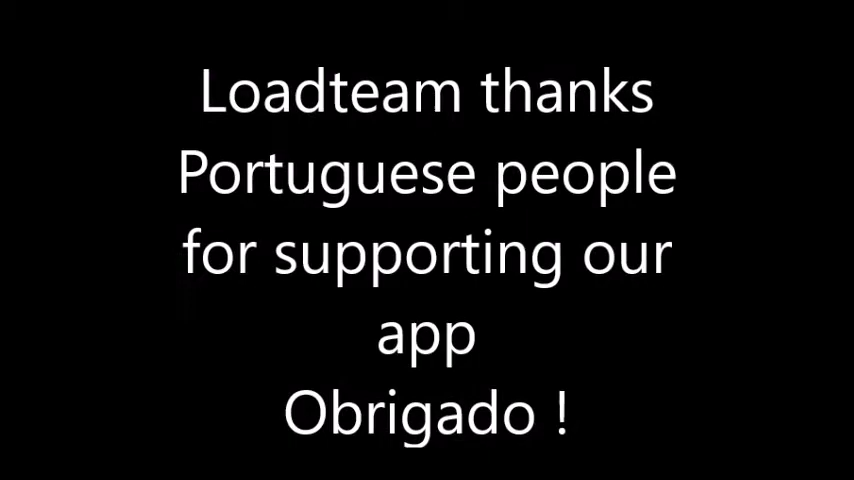 Loadteam thanks
Portuguese people
for supporting our
app
Obrigado !